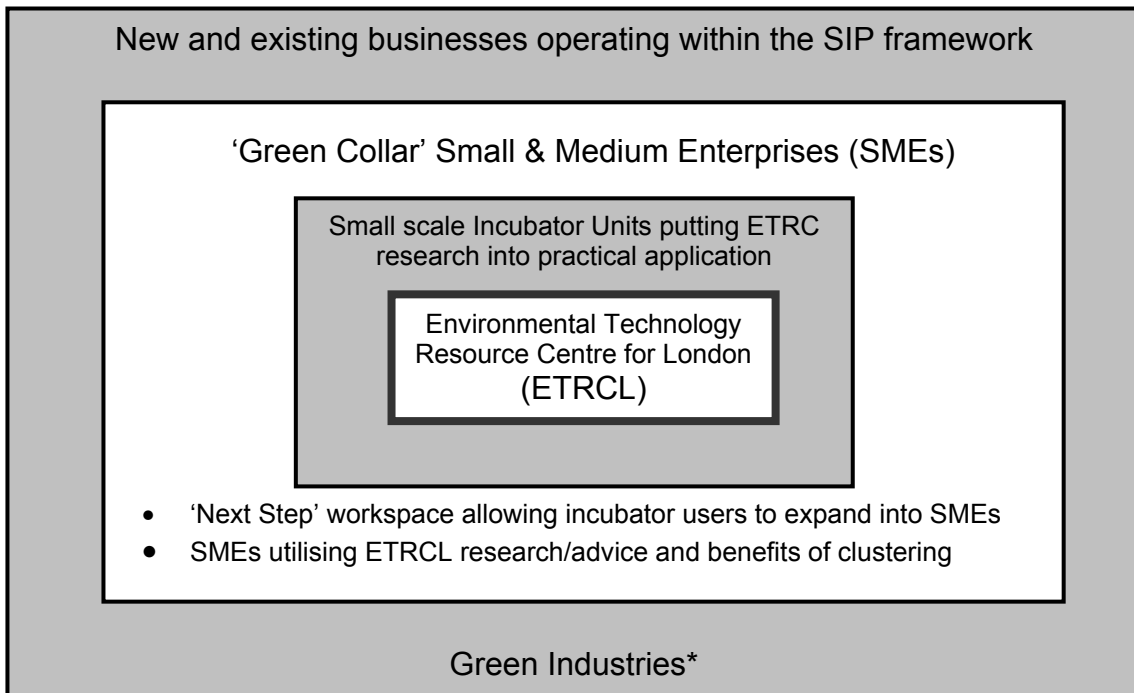 New and existing businesses operating within the SIP framework
‘Green Collar’ Small & Medium Enterprises (SMEs)
Small scale Incubator Units putting ETRC
research into practical application
Environmental Technology
Resource Centre for London
(ETRCL)
• ‘Next Step’ workspace allowing incubator users to expand into SMEs
• SMEs utilising ETRCL research/advice and benefits of clustering
Green Industries*